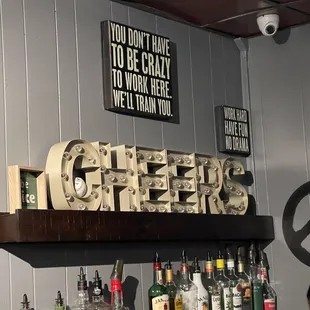 YOU DON'T HAVE
TO BE CRAZY
TO WORK HERE.
WE'LL TRAIN YOU.
WORK HARD
HAVE FUN
NO DRAMA
CHEERS